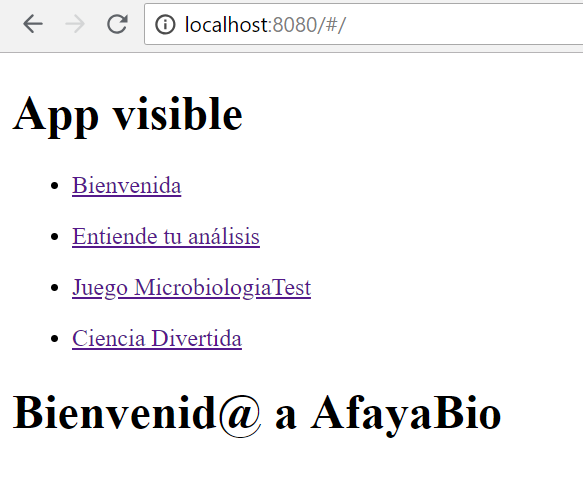 localhost:8080/#/
App visible
Bienvenida
Entiende tu análisis
Juego MicrobiologiaTest
Ciencia Divertida
Bienvenid@ a AfayaBio